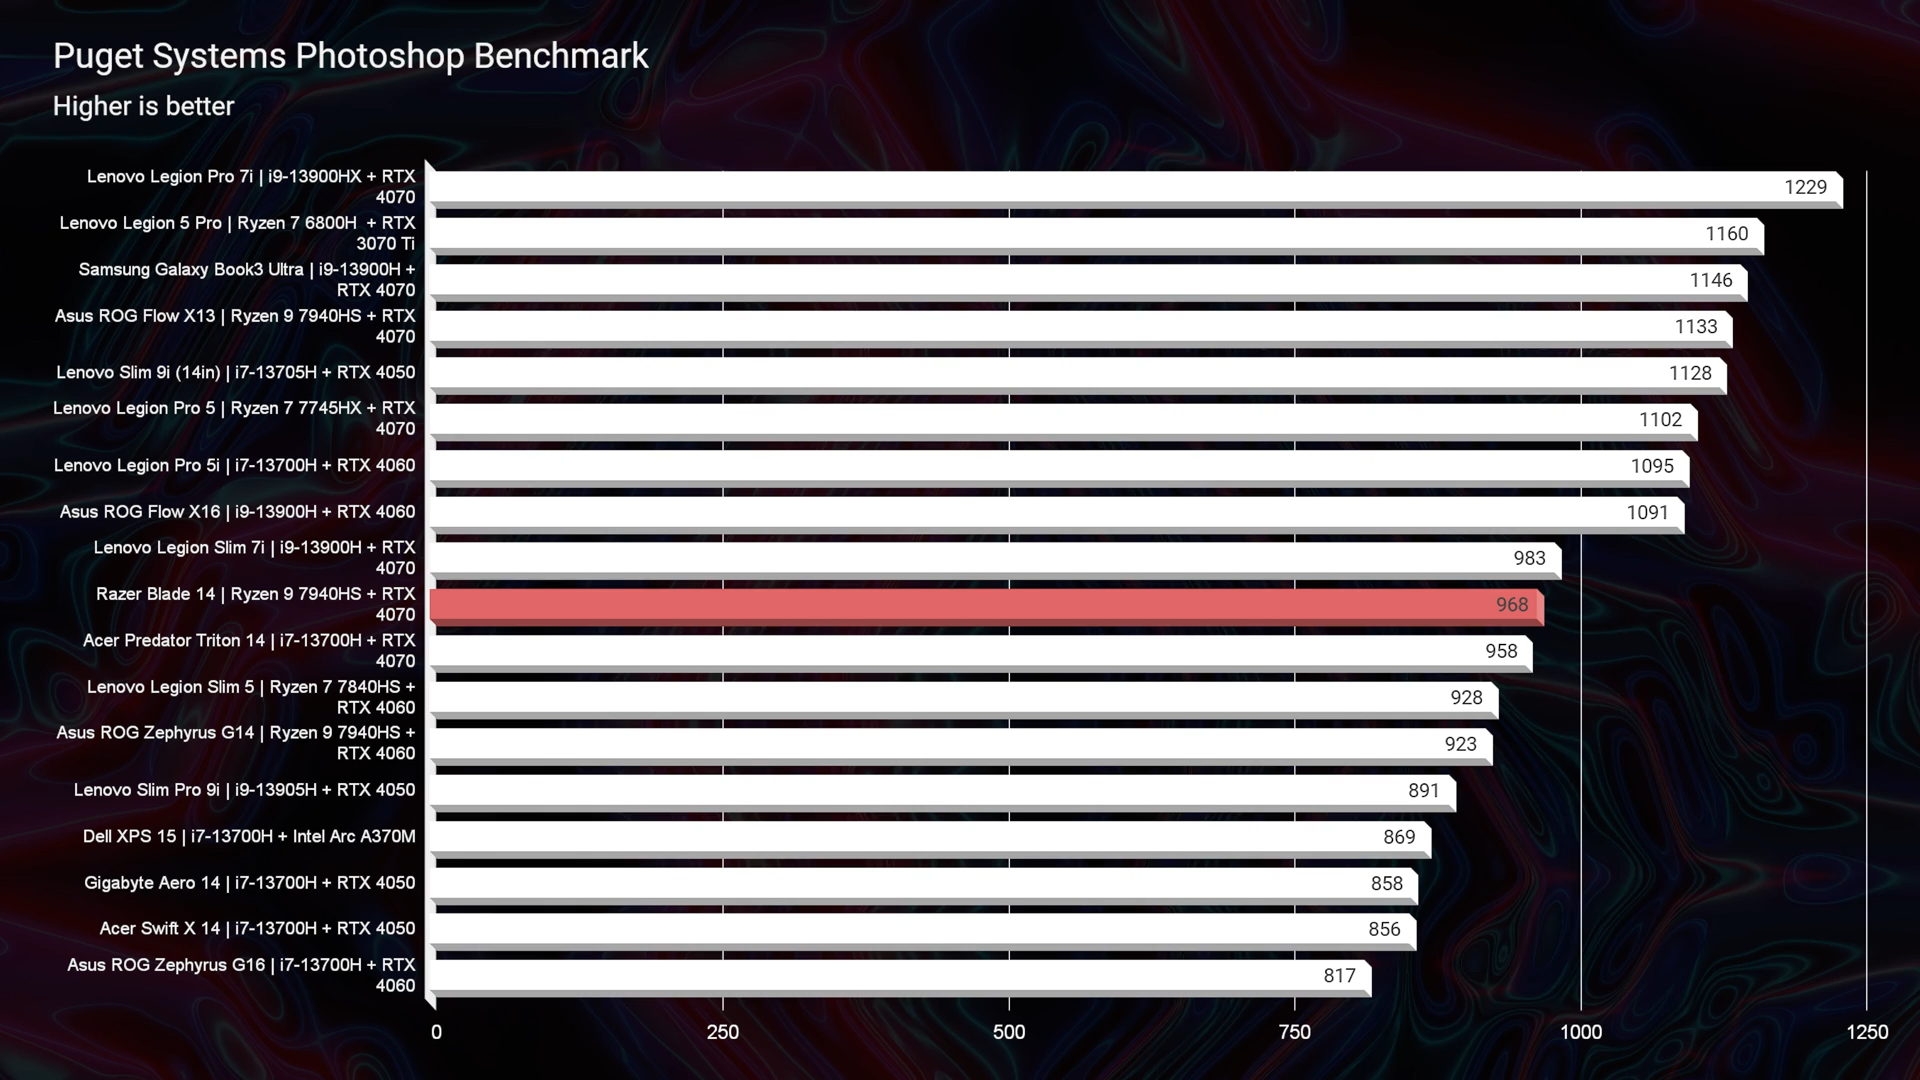 Puget Systems Photoshop Benchmark
Higher is better
Lenovo Legion Pro 7i | i9-13900HX + RTX
4070
1229
Lenovo Legion 5 Pro | Ryzen 7 6800H + RTX
3070 Ti
1160
Samsung Galaxy Book3 Ultra | i9-13900H +
RTX 4070
1146
Asus ROG Flow X13 | Ryzen 9 7940HS + RTX
4070
1133
Lenovo Slim 9i (14in) | i7-13705H + RTX 4050
1128
Lenovo Legion Pro 5 | Ryzen 7 7745HX + RTX
4070
1102
Lenovo Legion Pro 5i | i7-13700H + RTX 4060
1095
Asus ROG Flow X16 | i9-13900H + RTX 4060
1091
Lenovo Legion Slim 7i | i9-13900H + RTX
4070
983
Razer Blade 14 | Ryzen 9 7940HS + RTX
4070
968
Acer Predator Triton 14 | i7-13700H + RTX
4070
958
Lenovo Legion Slim 5 | Ryzen 7 7840HS +
RTX 4060
928
Asus ROG Zephyrus G14 | Ryzen 9 7940HS +
RTX 4060
923
Lenovo Slim Pro 9i | i9-13905H + RTX 4050
891
Dell XPS 15 | i7-13700H + Intel Arc A370M
869
Gigabyte Aero 14 | i7-13700H + RTX 4050
858
Acer Swift X 14 | i7-13700H + RTX 4050
856
Asus ROG Zephyrus G16 | i7-13700H + RTX
4060
817
0 250 500 750 1000 1250